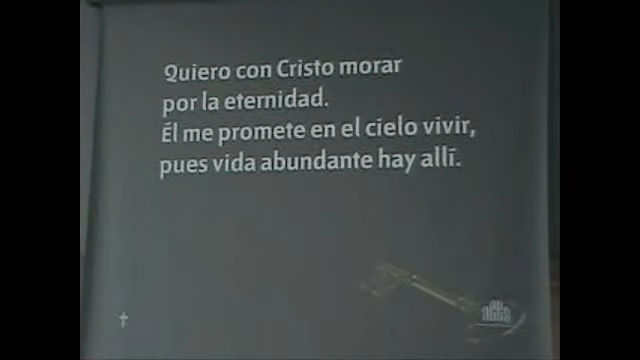 Quiero con Cristo morar
por la eternidad.
Él me promete en el cielo vivir,
pues vida abundante hay allí.